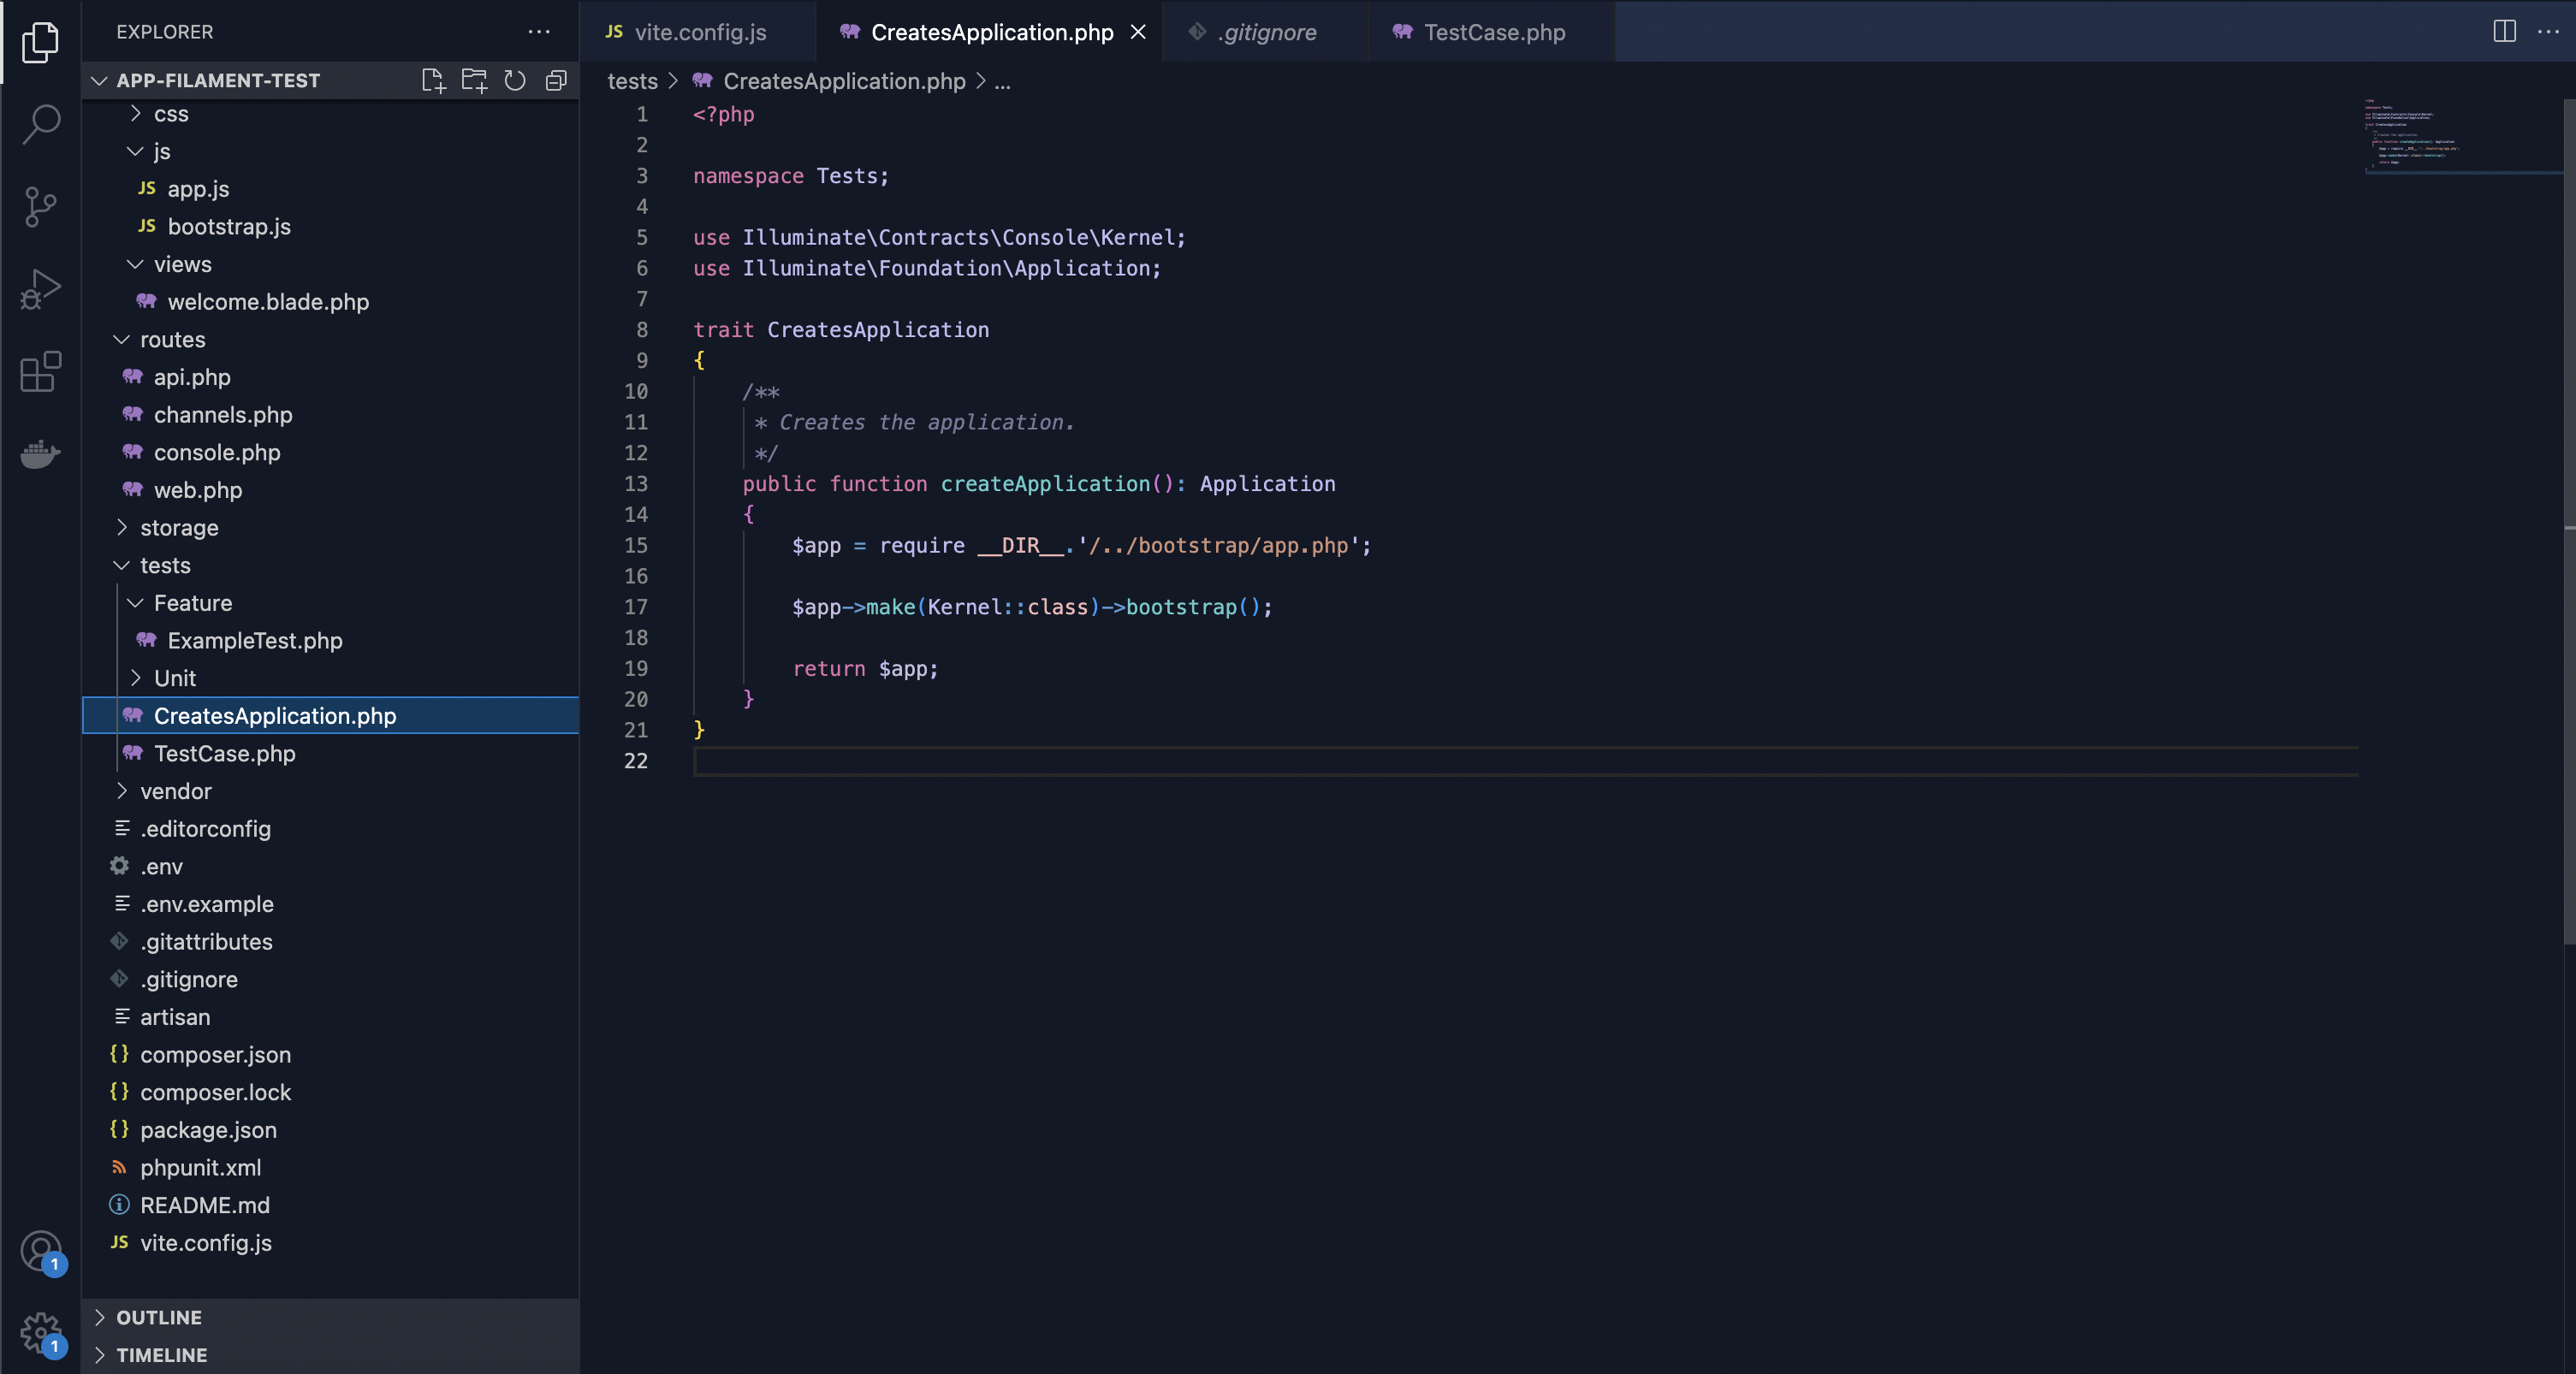 EXPLORER
APP-FILAMENT-TEST
css
js
JS app.js
JS bootstrap.js
views
welcome.blade.php
routes
api.php
channels.php
console.php
web.php
storage
tests
Feature
ExampleTest.php
Unit
CreatesApplication.php
TestCase.php
vendor
.editorconfig
.env
.env.example
.gitattributes
.gitignore
artisan
{} composer.json
{} composer.lock
{} package.json
phpunit.xml
README.md
JS vite.config.js
OUTLINE
TIMELINE
1
1
JS vite.config.js CreatesApplication.php .gitignore TestCase.php
tests > CreatesApplication.php > ...
1 <?php
2
3 namespace Tests;
4
5 use Illuminate\Contracts\Console\Kernel;
6 use Illuminate\Foundation\Application;
7
8 trait CreatesApplication
9 {
10 /**
11 * Creates the application.
12 */
13 public function createApplication(): Application
14 {
15 $app = require __DIR__.'/../bootstrap/app.php';
16
17 $app->make(Kernel::class)->bootstrap();
18
19 return $app;
20 }
21 }
22